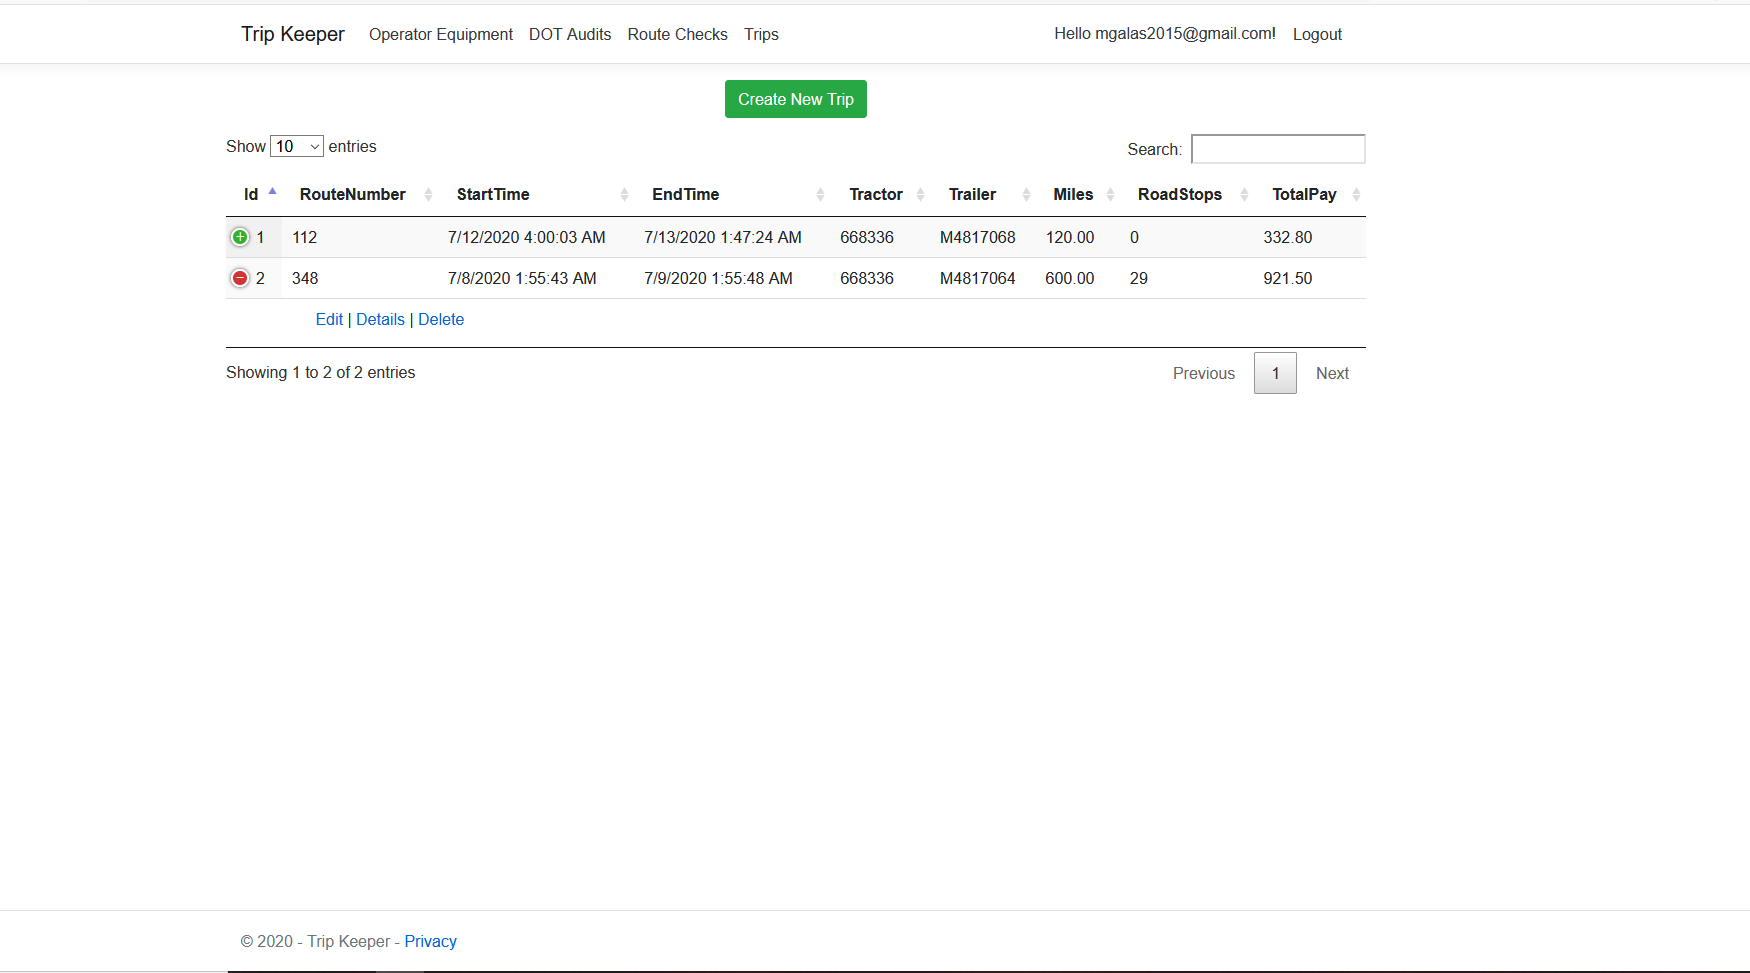 Trip Keeper Operator Equipment DOT Audits Route Checks Trips Hello mgalas2015@gmail.com! Logout
Create New Trip
Show 10 entries Search:
Id RouteNumber StartTime EndTime Tractor Trailer Miles RoadStops TotalPay
1 112 7/12/2020 4:00:03 AM 7/13/2020 1:47:24 AM 668336 M4817068 120.00 0 332.80
2 348 7/8/2020 1:55:43 AM 7/9/2020 1:55:48 AM 668336 M4817064 600.00 29 921.50
Edit | Details | Delete
Showing 1 to 2 of 2 entries Previous 1 Next
© 2020 - Trip Keeper - Privacy